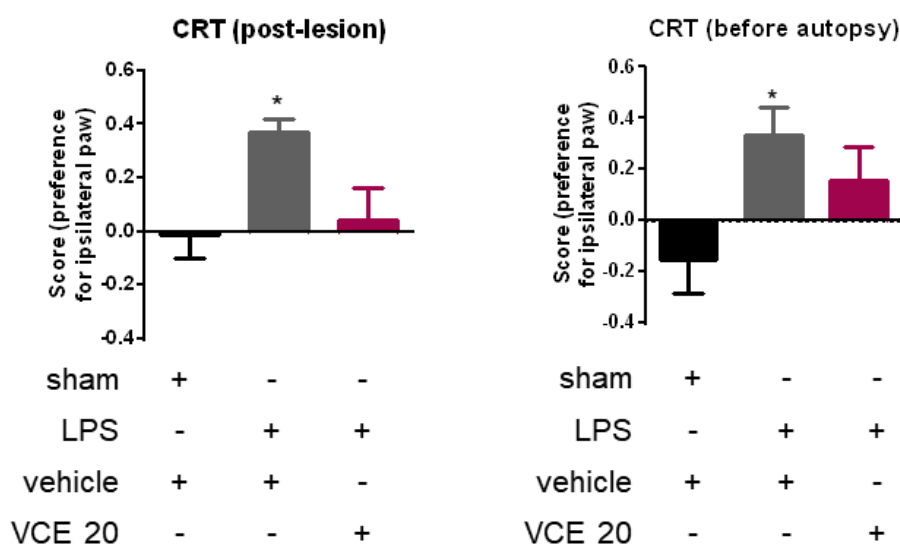 CRT (post-lesion)
Score (preference
for ipsilateral paw)
0.6
0.4
0.2
0.0
-0.2
-0.4
*
sham + - -
LPS - + +
vehicle + + -
VCE 20 - - +
CRT (before autopsy)
Score (preference
for ipsilateral paw)
0.6
0.4
0.2
0.0
-0.2
-0.4
*
sham + - -
LPS - + +
vehicle + + -
VCE 20 - - +